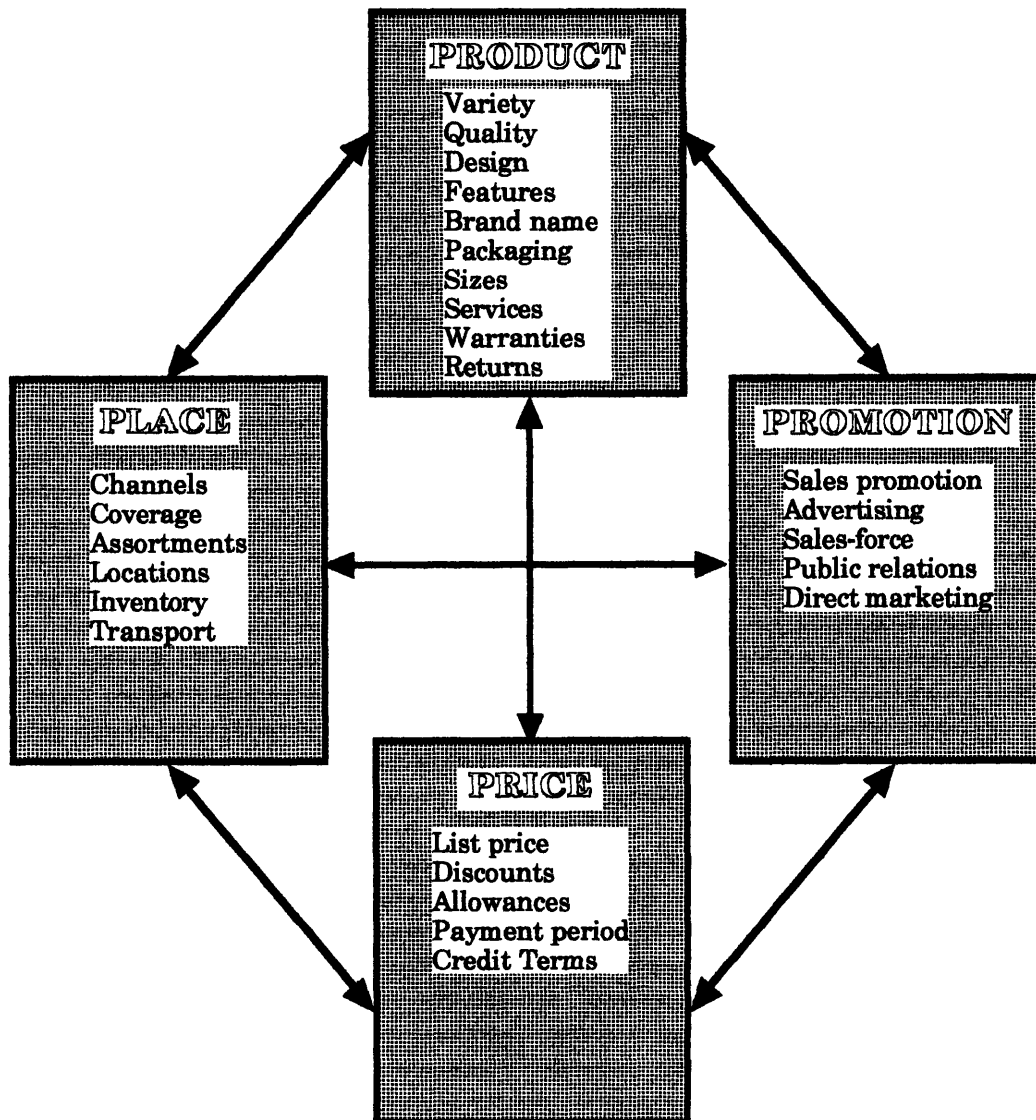 PRODUCT
Variety
Quality
Design
Features
Brand name
Packaging
Sizes
Services
Warranties
Returns
PLACE
Channels
Coverage
Assortments
Locations
Inventory
Transport
PROMOTION
Sales promotion
Advertising
Sales-force
Public relations
Direct marketing
PRICE
List price
Discounts
Allowances
Payment period
Credit Terms